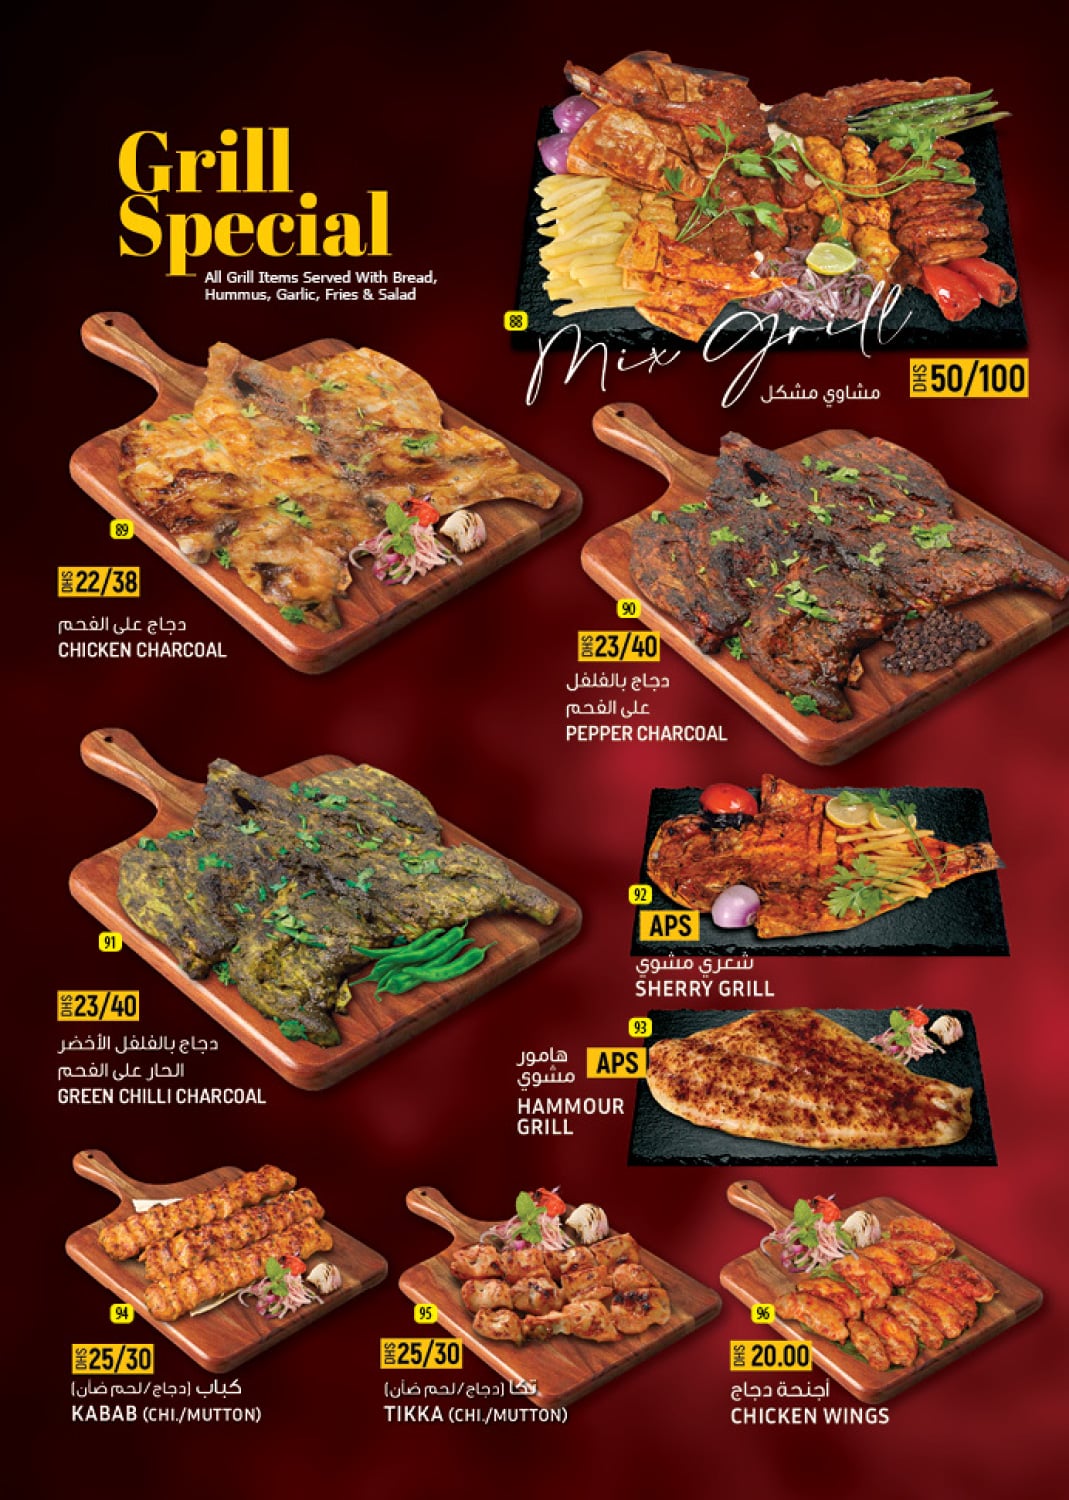 Grill
Special
All Grill Items Served With Bread,
Hummus, Garlic, Fries & Salad
88
Mix Grill
مشاوي مشكل
DHS 50/100
89
DHS 22/38
دجاج على الفحم
CHICKEN CHARCOAL
90
DHS 23/40
دجاج بالفلفل
على الفحم
PEPPER CHARCOAL
91
DHS 23/40
دجاج بالفلفل الأخضر
الحار على الفحم
GREEN CHILLI CHARCOAL
92
APS
شعري مشوي
SHERRY GRILL
93
APS
هامور
مشوي
HAMMOUR
GRILL
94
DHS 25/30
كباب (دجاج/لحم ضأن)
KABAB (CHI./MUTTON)
95
DHS 25/30
تكا (دجاج/لحم ضأن)
TIKKA (CHI./MUTTON)
96
DHS 20.00
أجنحة دجاج
CHICKEN WINGS